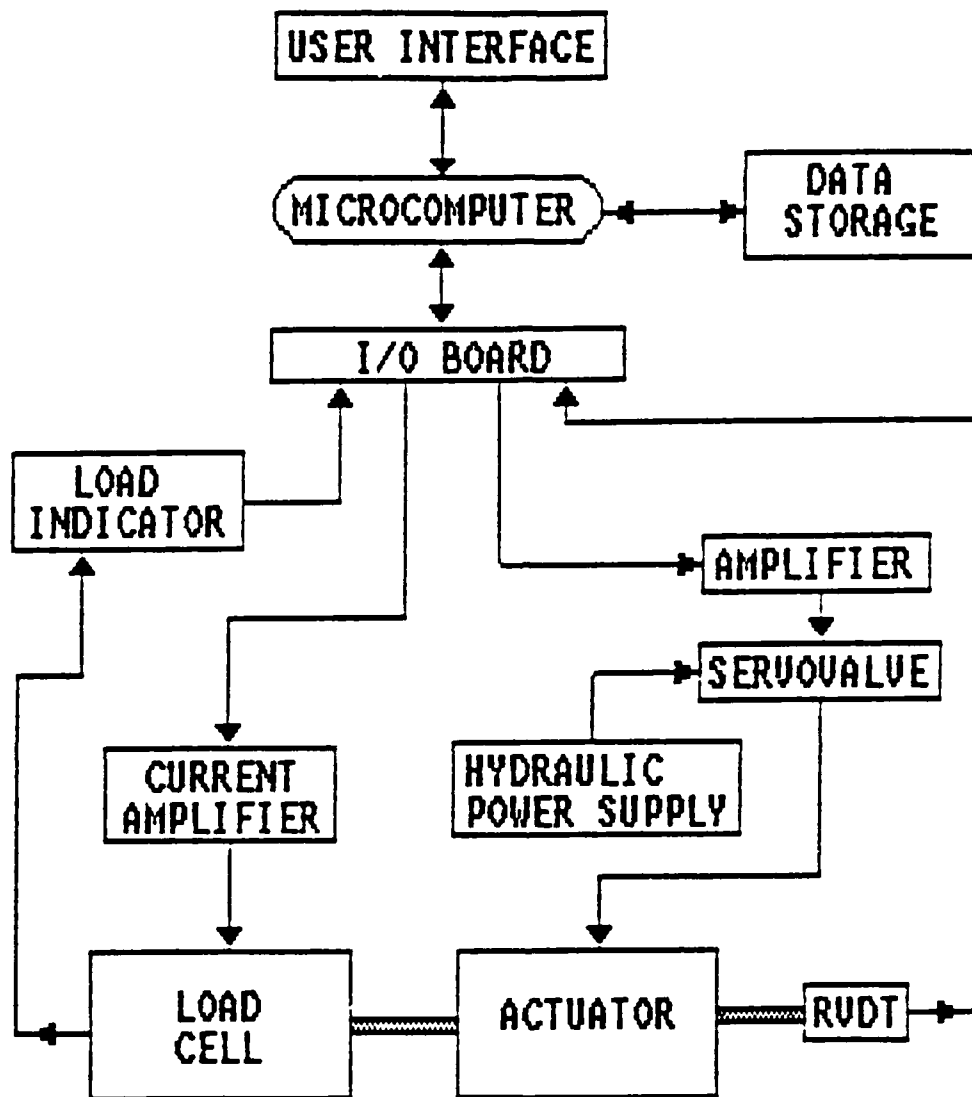 USER INTERFACE
MICROCOMPUTER
DATA
STORAGE
I/O BOARD
LOAD
INDICATOR
AMPLIFIER
SERVOVALVE
CURRENT
AMPLIFIER
HYDRAULIC
POWER SUPPLY
LOAD
CELL
ACTUATOR
RVDT